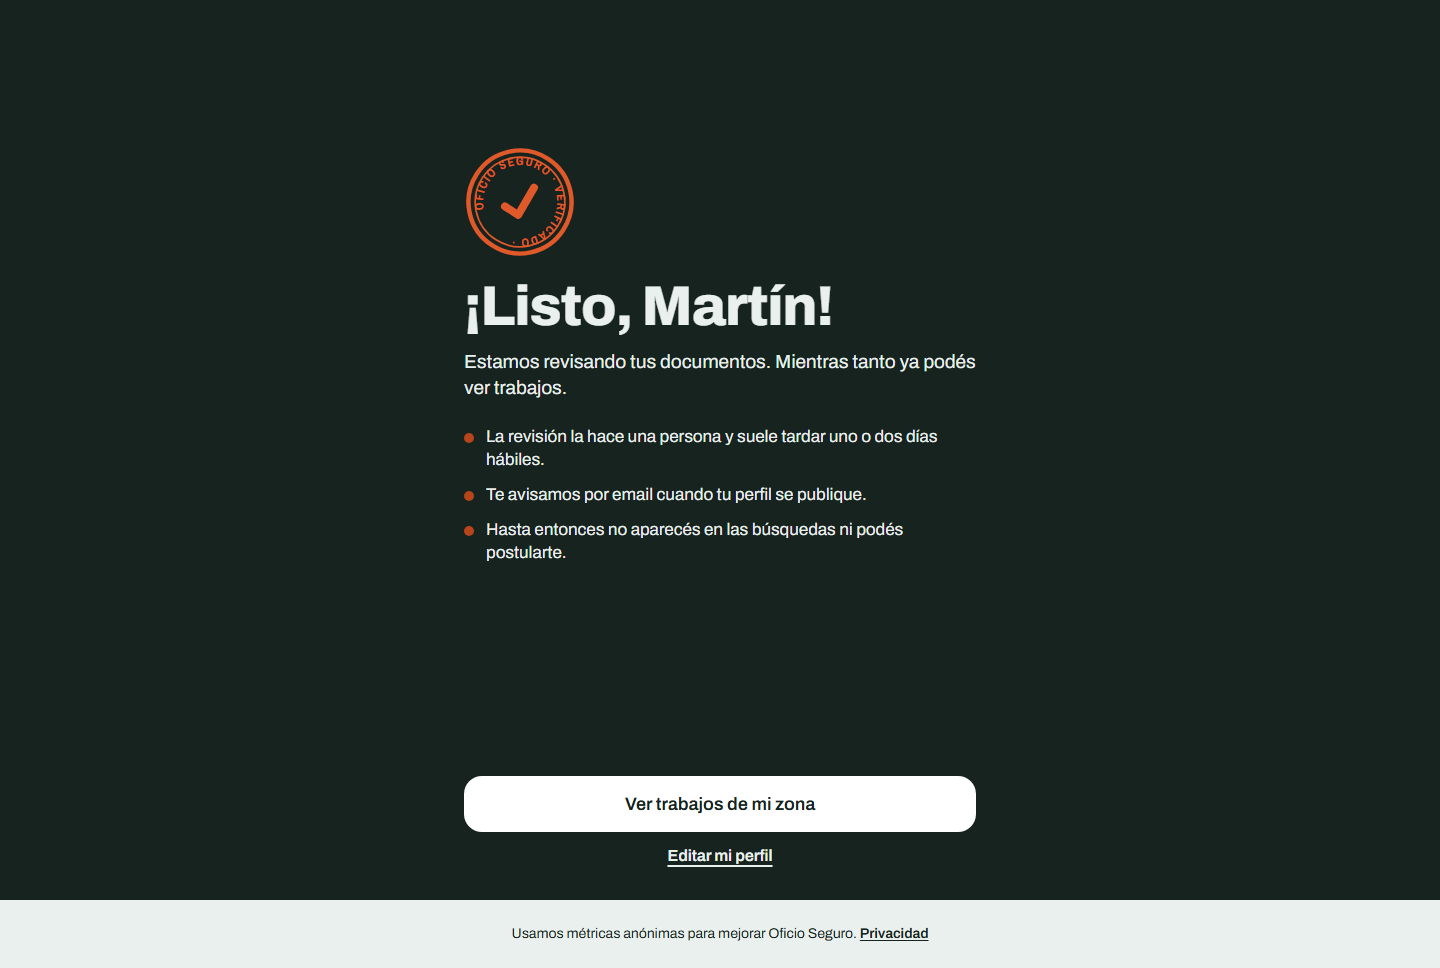 OFICIO SEGURO · VERIFICADO ·
¡Listo, Martín!
Estamos revisando tus documentos. Mientras tanto ya podés
ver trabajos.
La revisión la hace una persona y suele tardar uno o dos días
hábiles.
Te avisamos por email cuando tu perfil se publique.
Hasta entonces no aparecés en las búsquedas ni podés
postularte.
Ver trabajos de mi zona
Editar mi perfil
Usamos métricas anónimas para mejorar Oficio Seguro. Privacidad